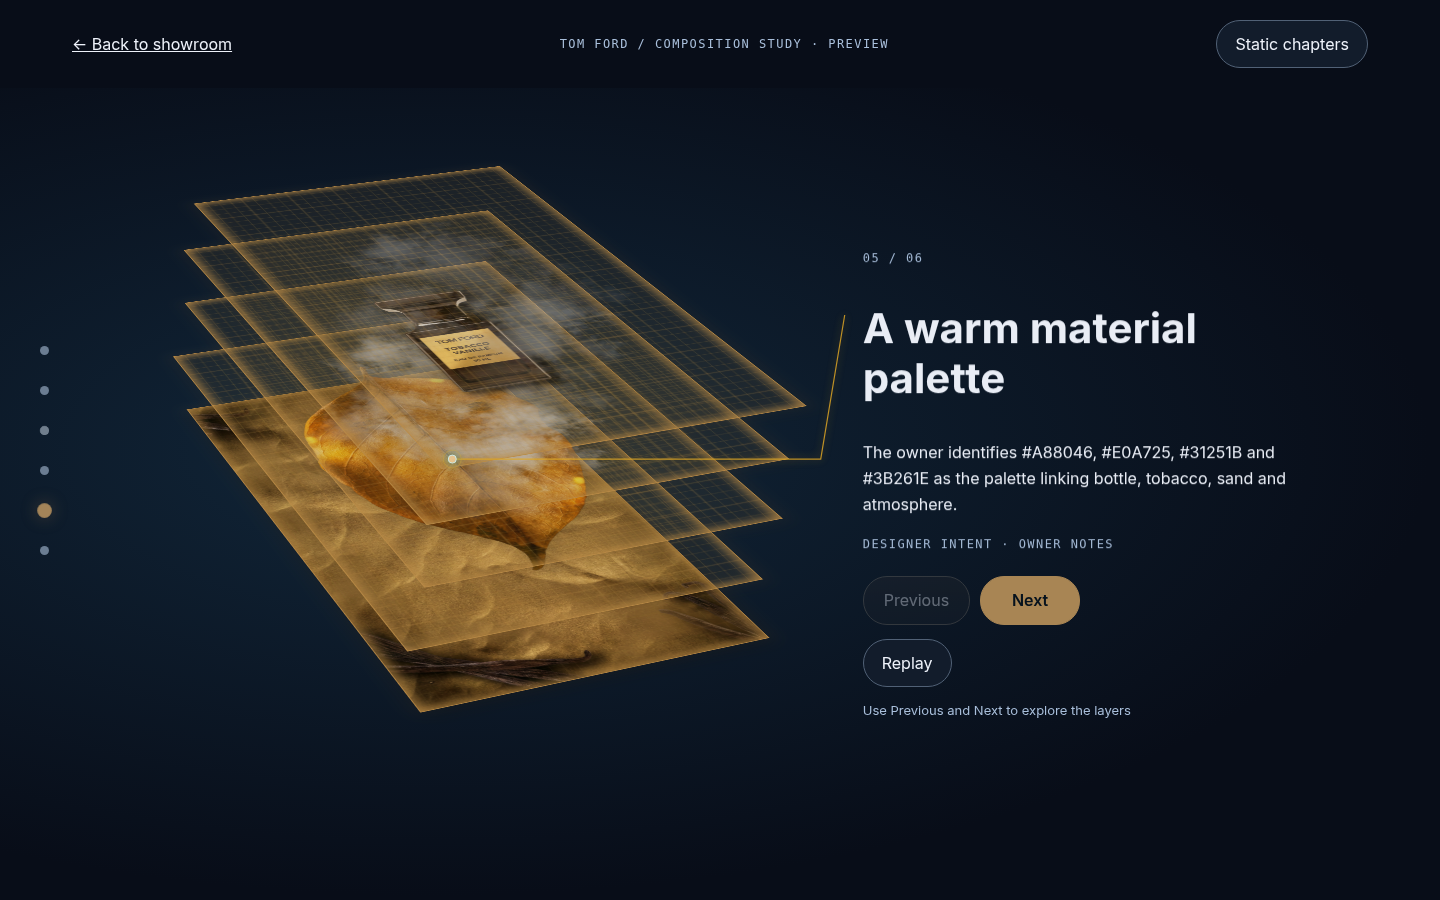 ← Back to showroom
TOM FORD / COMPOSITION STUDY · PREVIEW
Static chapters
TOM FORD
TOBACCO
VANILLE
05 / 06
A warm material
palette
The owner identifies #A88046, #E0A725, #31251B and
#3B261E as the palette linking bottle, tobacco, sand and
atmosphere.
DESIGNER INTENT · OWNER NOTES
Previous
Next
Replay
Use Previous and Next to explore the layers